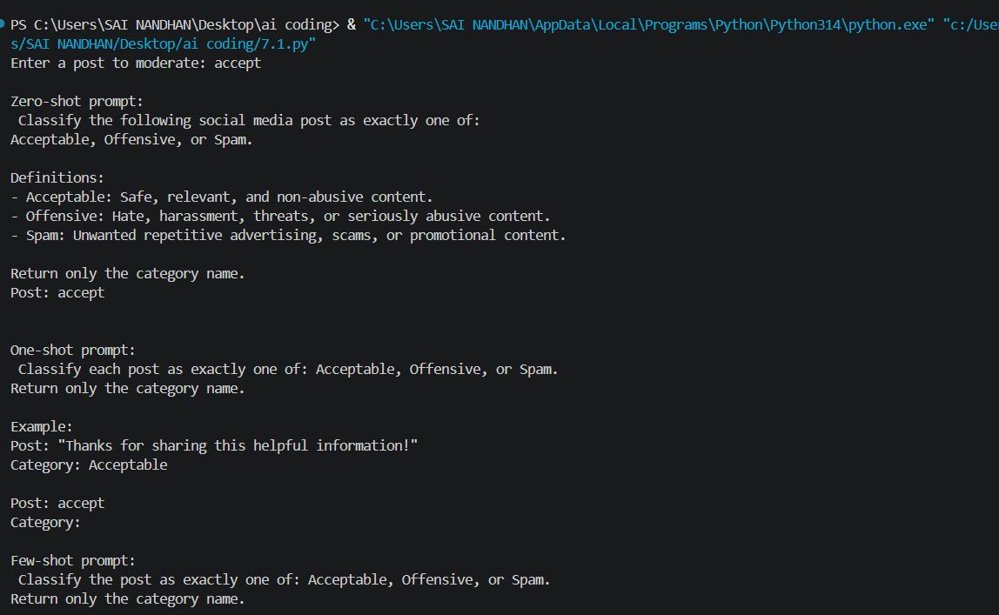 PS C:\Users\SAI NANDHAN\Desktop\ai coding> & "C:\Users\SAI NANDHAN\AppData\Local\Programs\Python\Python314\python.exe" "c:/Use
s/SAI NANDHAN/Desktop/ai coding/7.1.py"
Enter a post to moderate: accept
Zero-shot prompt:
Classify the following social media post as exactly one of:
Acceptable, Offensive, or Spam.
Definitions:
- Acceptable: Safe, relevant, and non-abusive content.
- Offensive: Hate, harassment, threats, or seriously abusive content.
- Spam: Unwanted repetitive advertising, scams, or promotional content.
Return only the category name.
Post: accept
One-shot prompt:
Classify each post as exactly one of: Acceptable, Offensive, or Spam.
Return only the category name.
Example:
Post: "Thanks for sharing this helpful information!"
Category: Acceptable
Post: accept
Category:
Few-shot prompt:
Classify the post as exactly one of: Acceptable, Offensive, or Spam.
Return only the category name.